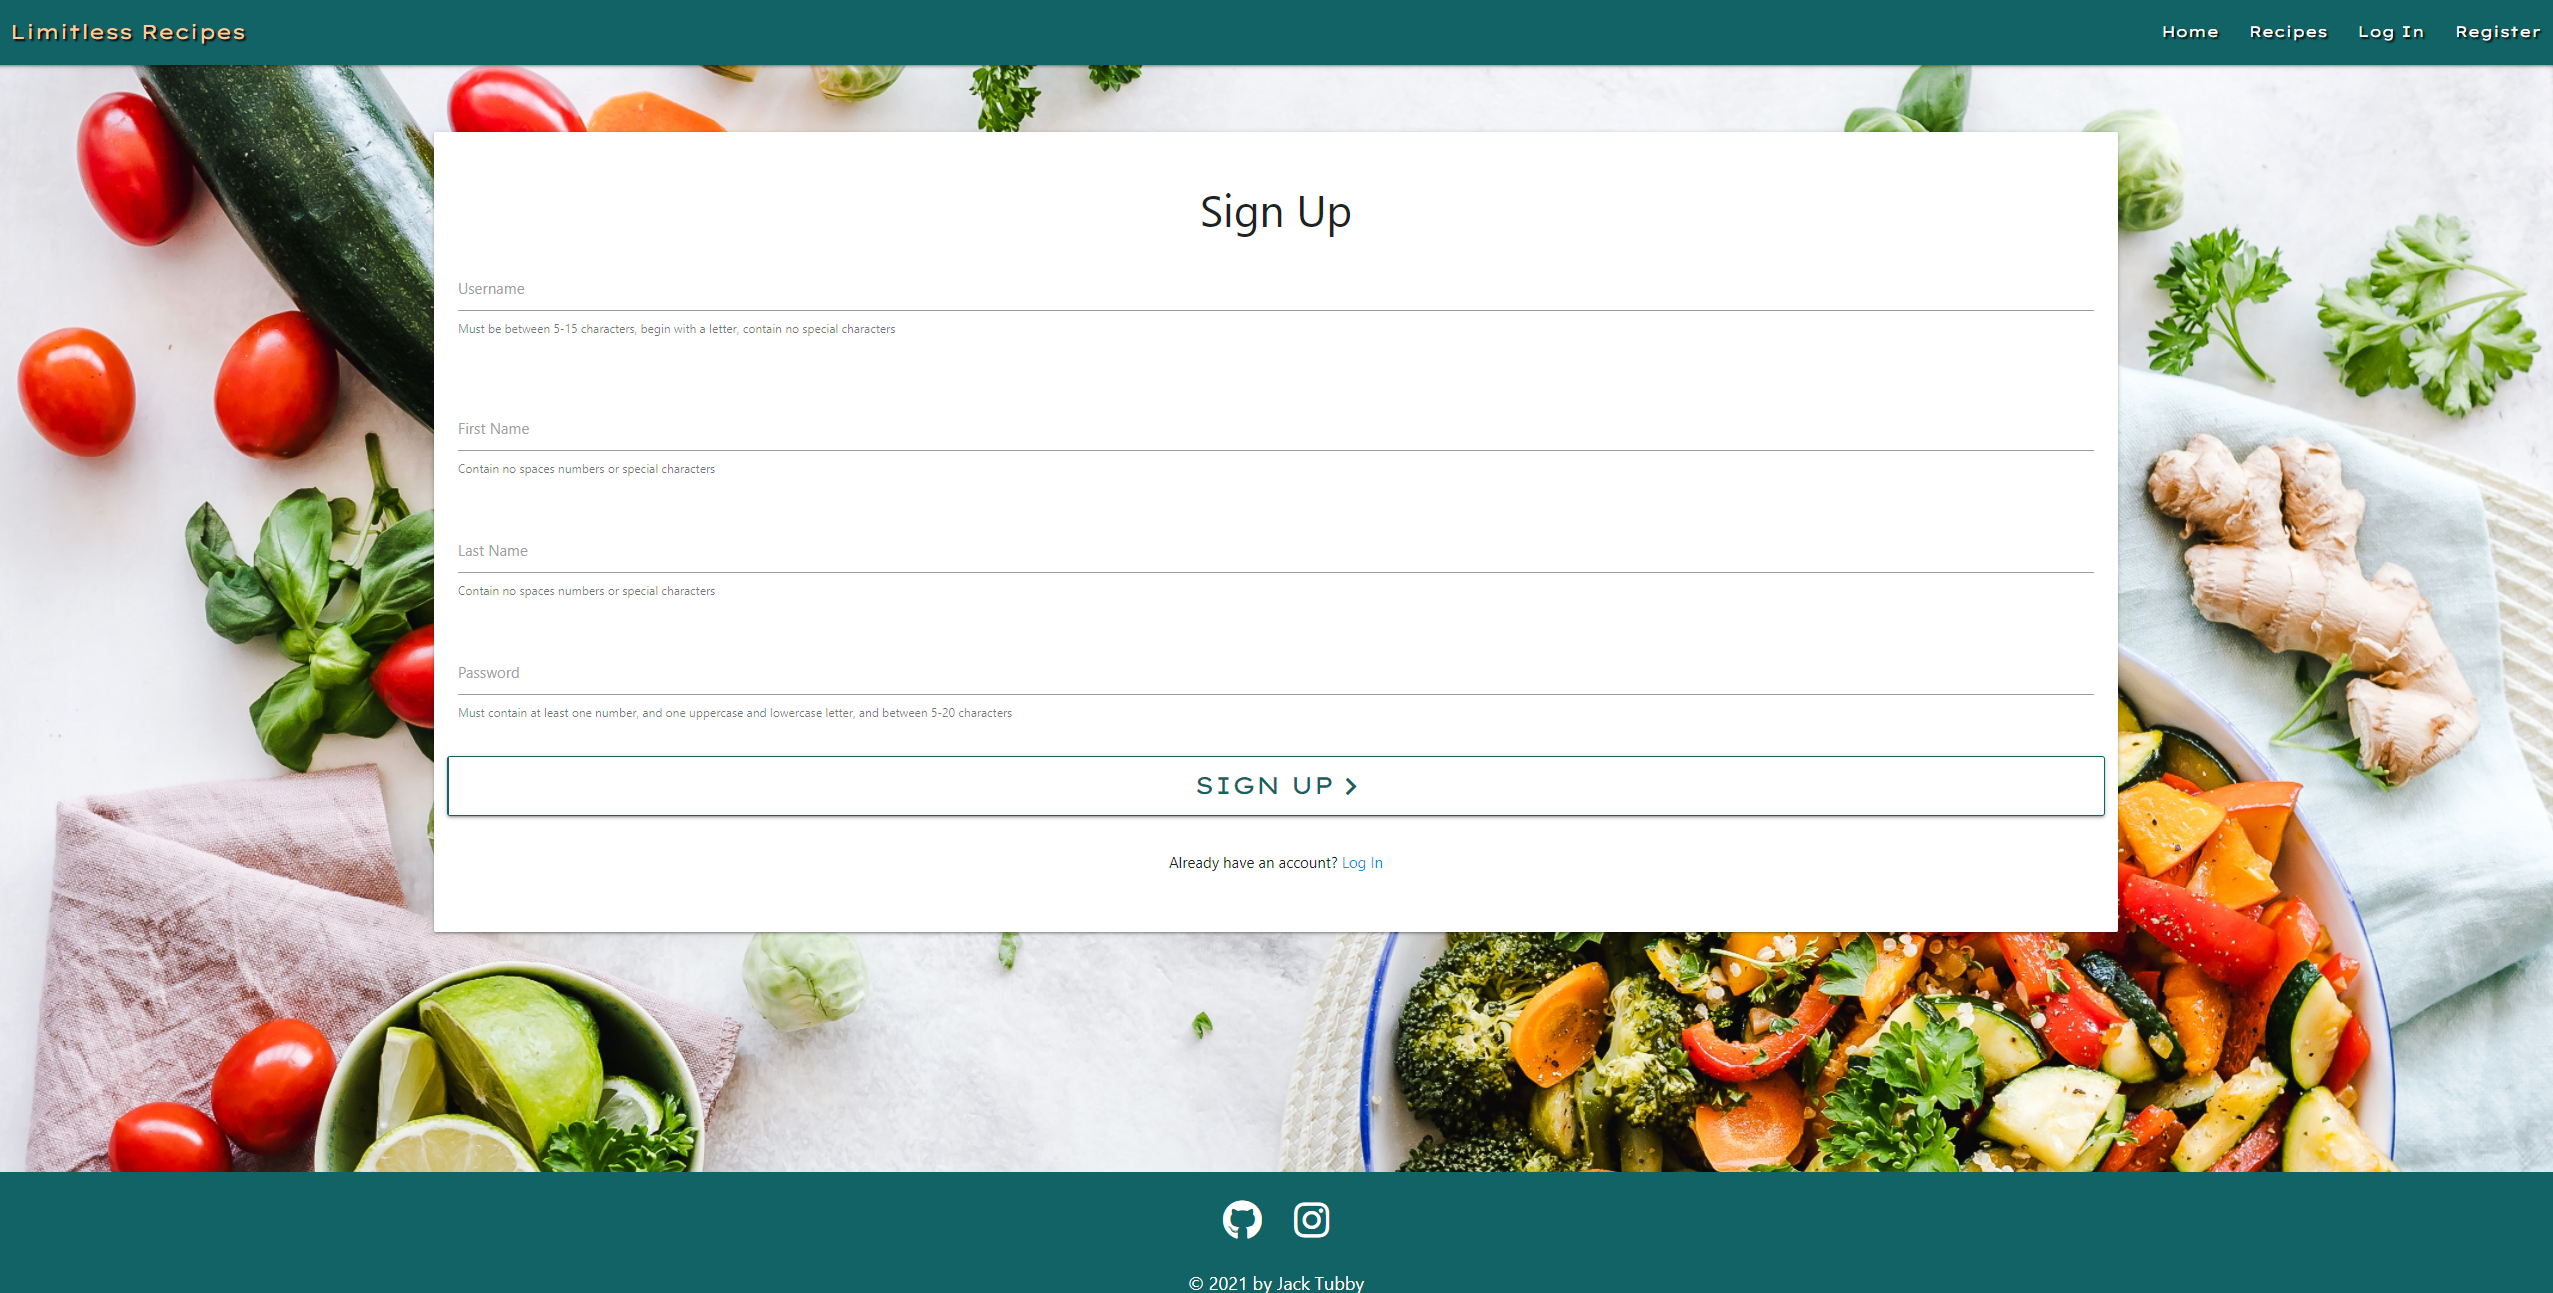 Limitless Recipes
Home Recipes Log In Register
Sign Up
Username
Must be between 5-15 characters, begin with a letter, contain no special characters
First Name
Contain no spaces numbers or special characters
Last Name
Contain no spaces numbers or special characters
Password
Must contain at least one number, and one uppercase and lowercase letter, and between 5-20 characters
SIGN UP
Already have an account? Log In
© 2021 by Jack Tubby